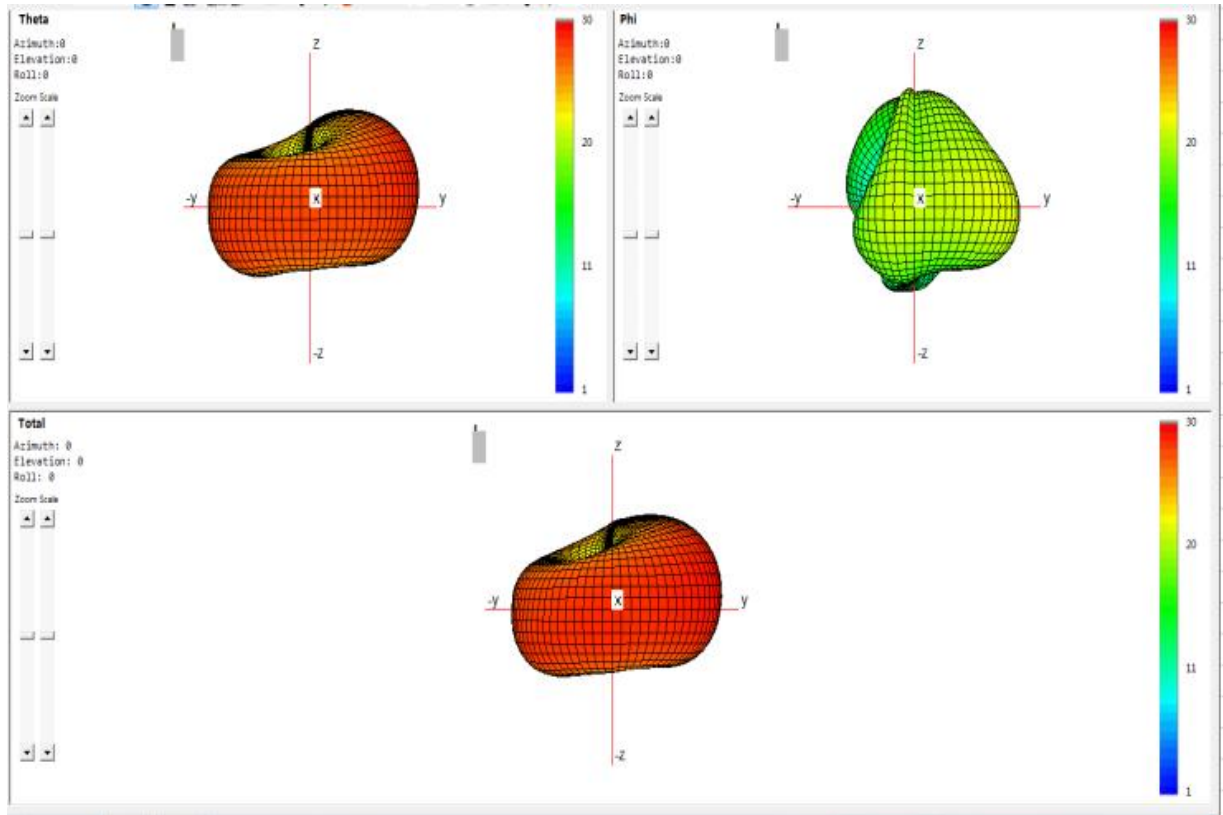 Theta
Azimuth:0
Elevation:0
Roll:0
Zoom Scale
z
-y
x
y
-z
30
20
11
1
Phi
Azimuth:0
Elevation:0
Roll:0
Zoom Scale
z
-y
x
y
-z
30
20
11
1
Total
Azimuth: 0
Elevation: 0
Roll: 0
Zoom Scale
z
-y
x
y
-z
30
20
11
1